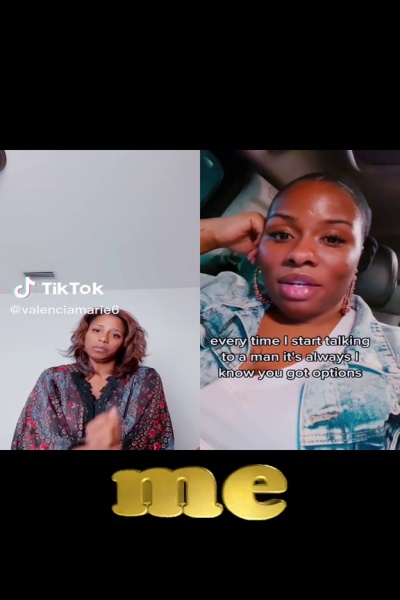 TikTok
@valenciamarie6
every time I start talking
to a man it's always I
know you got options
me